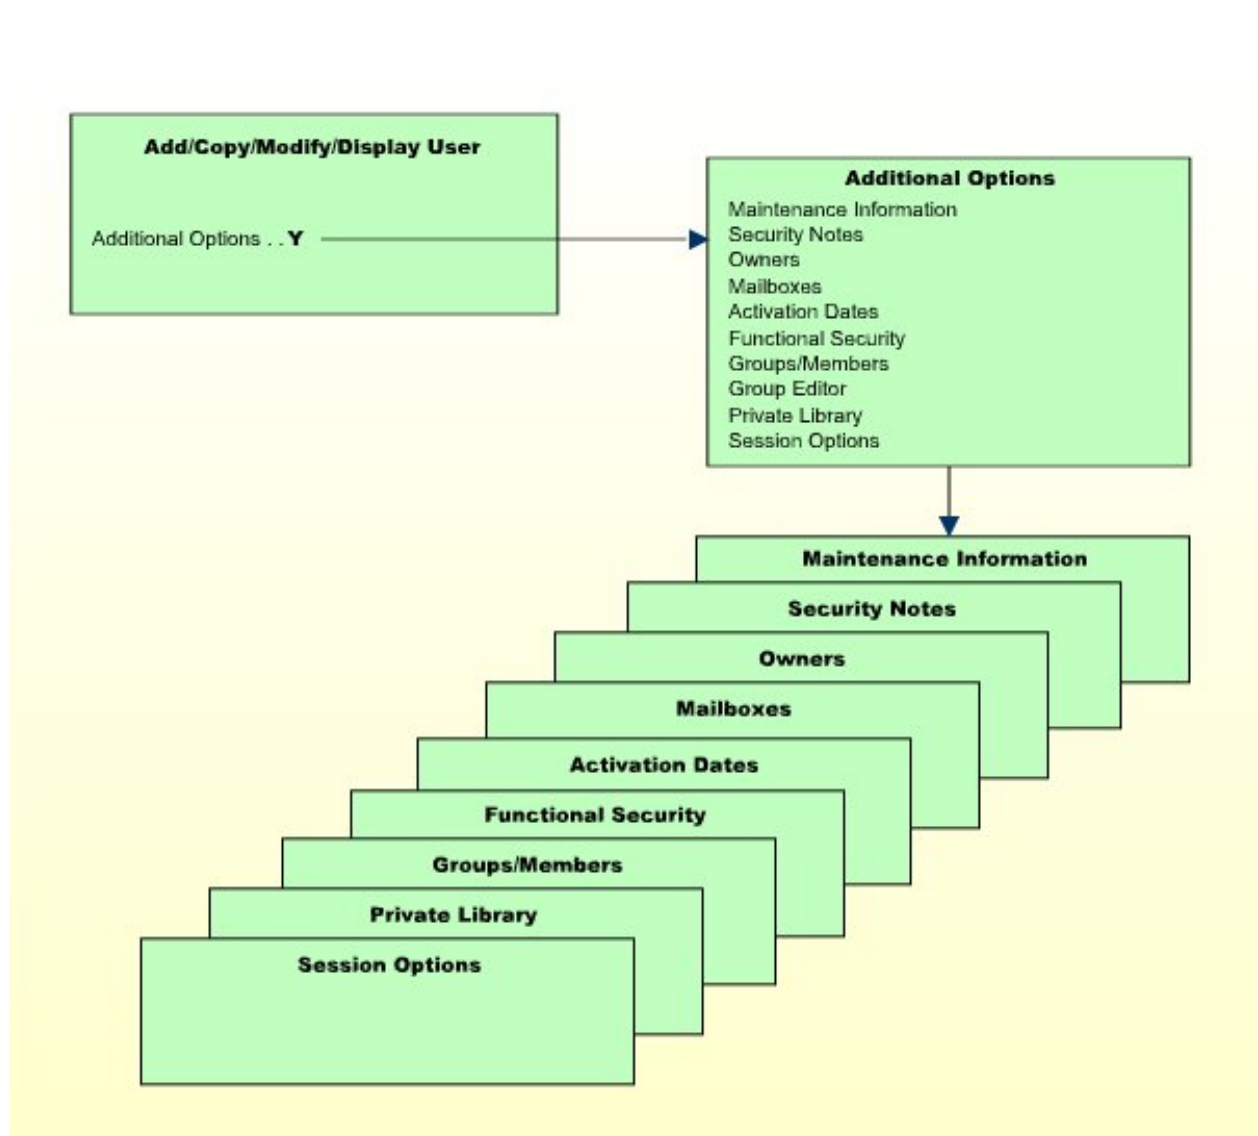 Add/Copy/Modify/Display User
Additional Options . . Y
Additional Options
Maintenance Information
Security Notes
Owners
Mailboxes
Activation Dates
Functional Security
Groups/Members
Group Editor
Private Library
Session Options
Maintenance Information
Security Notes
Owners
Mailboxes
Activation Dates
Functional Security
Groups/Members
Private Library
Session Options